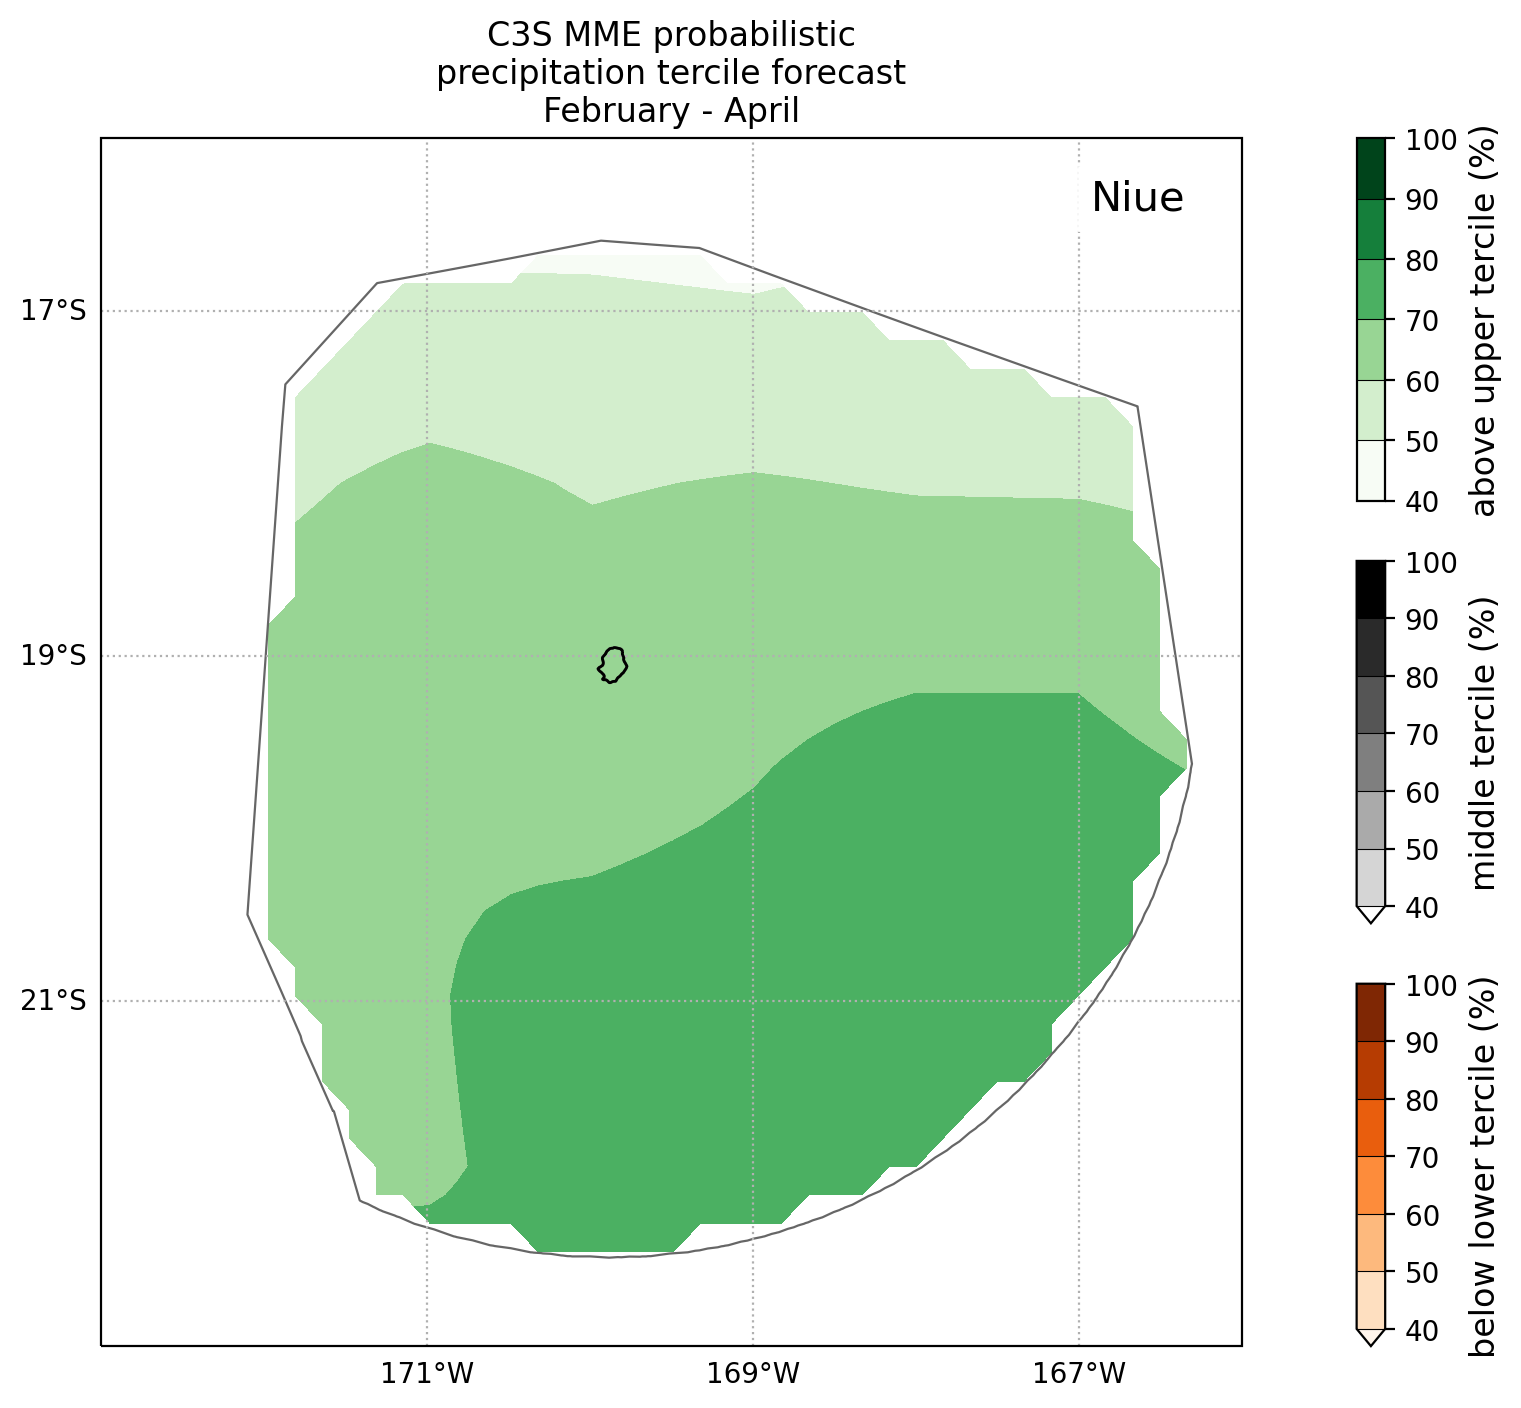 C3S MME probabilistic
precipitation tercile forecast
February - April
Niue
17°S
19°S
21°S
171°W
169°W
167°W
100
90
80
70
60
50
40
above upper tercile (%)
100
90
80
70
60
50
40
middle tercile (%)
100
90
80
70
60
50
40
below lower tercile (%)